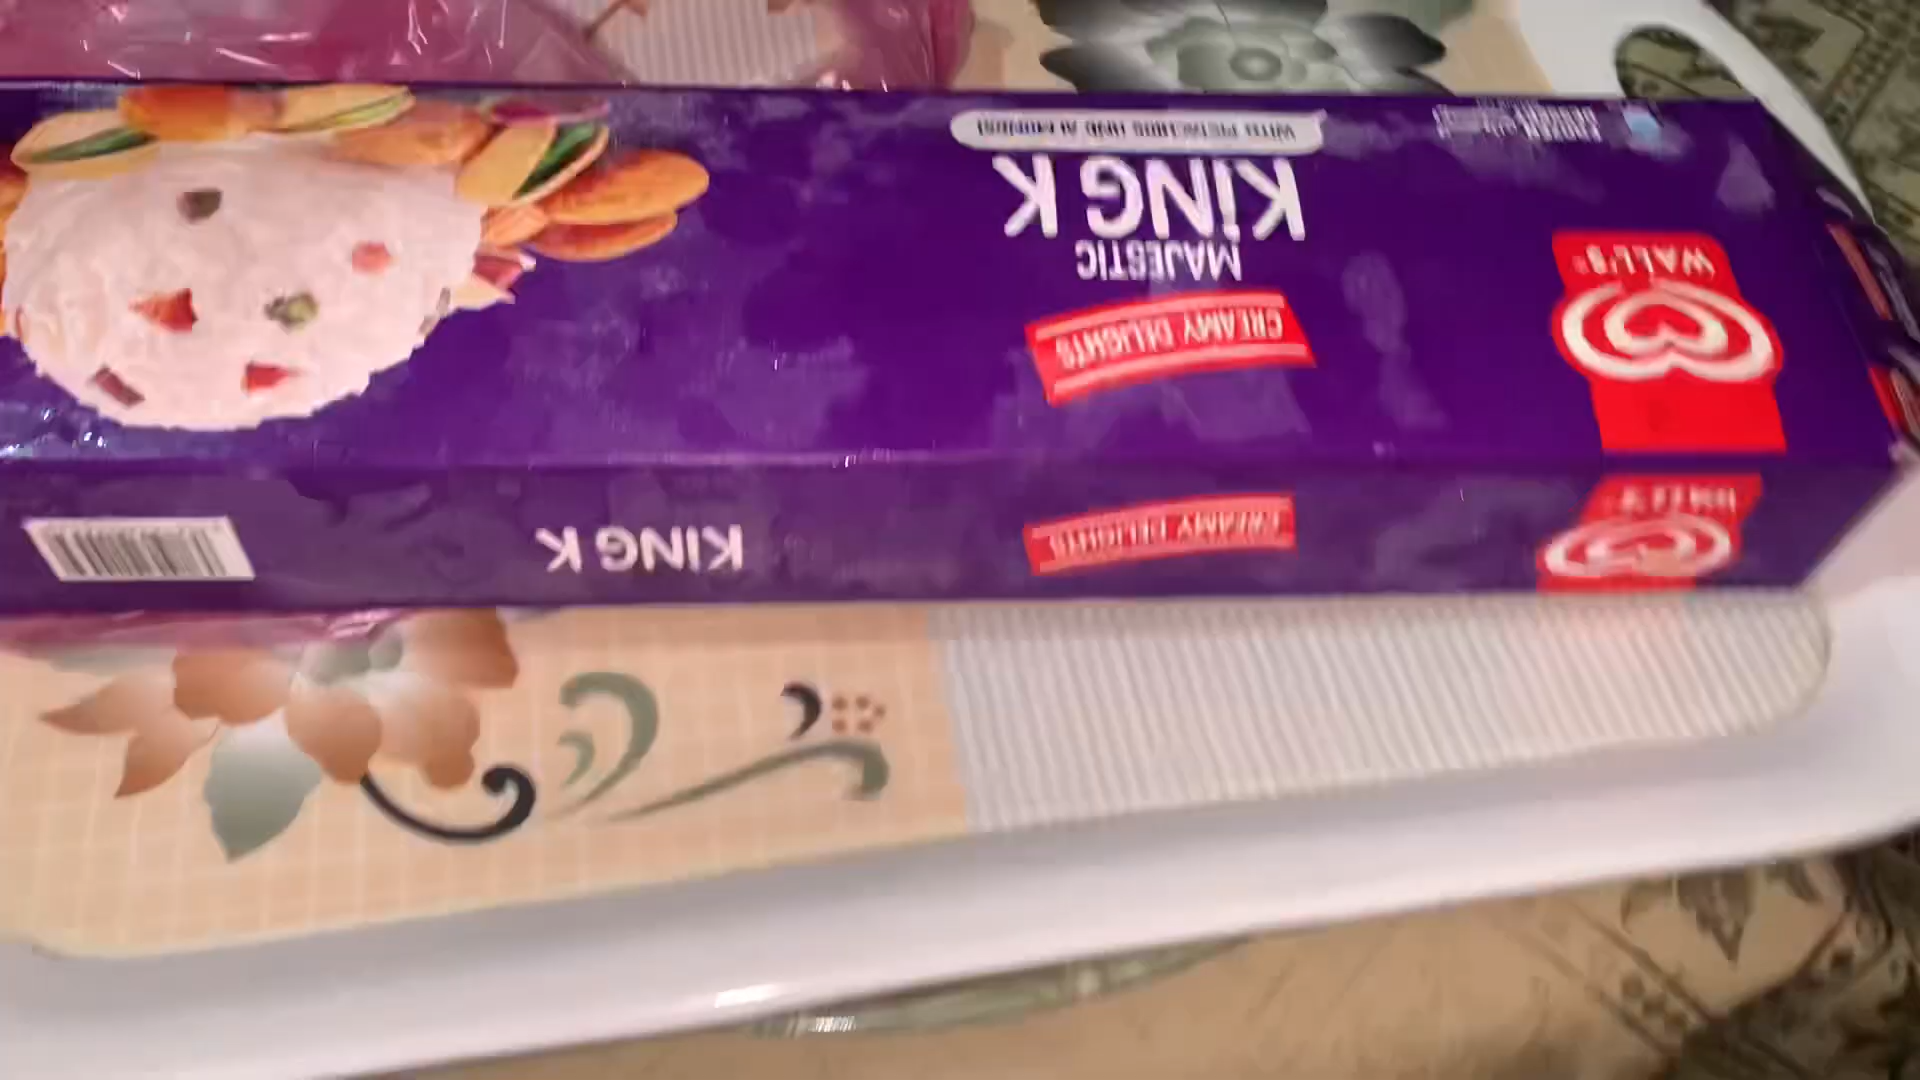 WALL'S
CREAMY DELIGHTS
MAJESTIC
KiNG K
WITH PISTACHIOS AND ALMONDS
WALL'S
CREAMY DELIGHTS
KING K